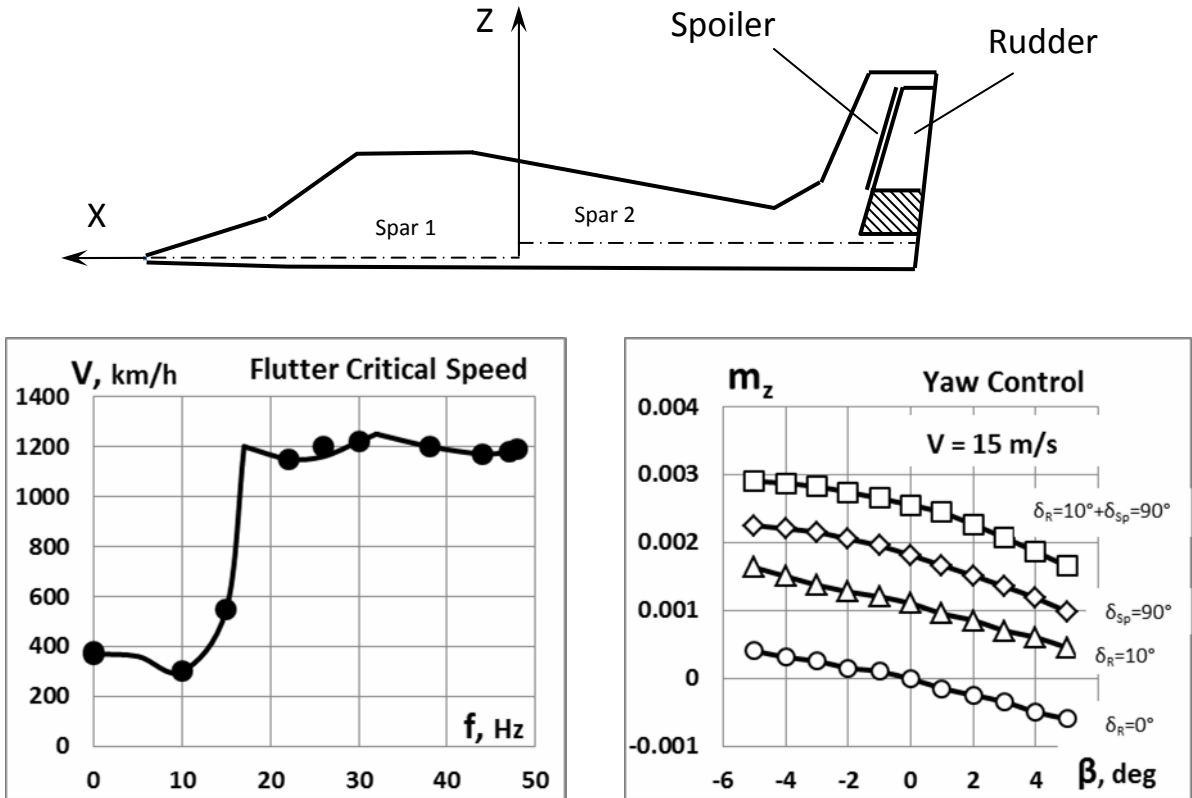 Z
Spoiler
Rudder
X
Spar 1
Spar 2
V, km/h
Flutter Critical Speed
1400
1200
1000
800
600
400
200
0
0 10 20 30 40 50
f, Hz
m_z
Yaw Control
0.004
V = 15 m/s
0.003
δ_R=10°+δ_Sp=90°
0.002
δ_Sp=90°
0.001
δ_R=10°
0
δ_R=0°
-0.001
-6 -4 -2 0 2 4
β, deg